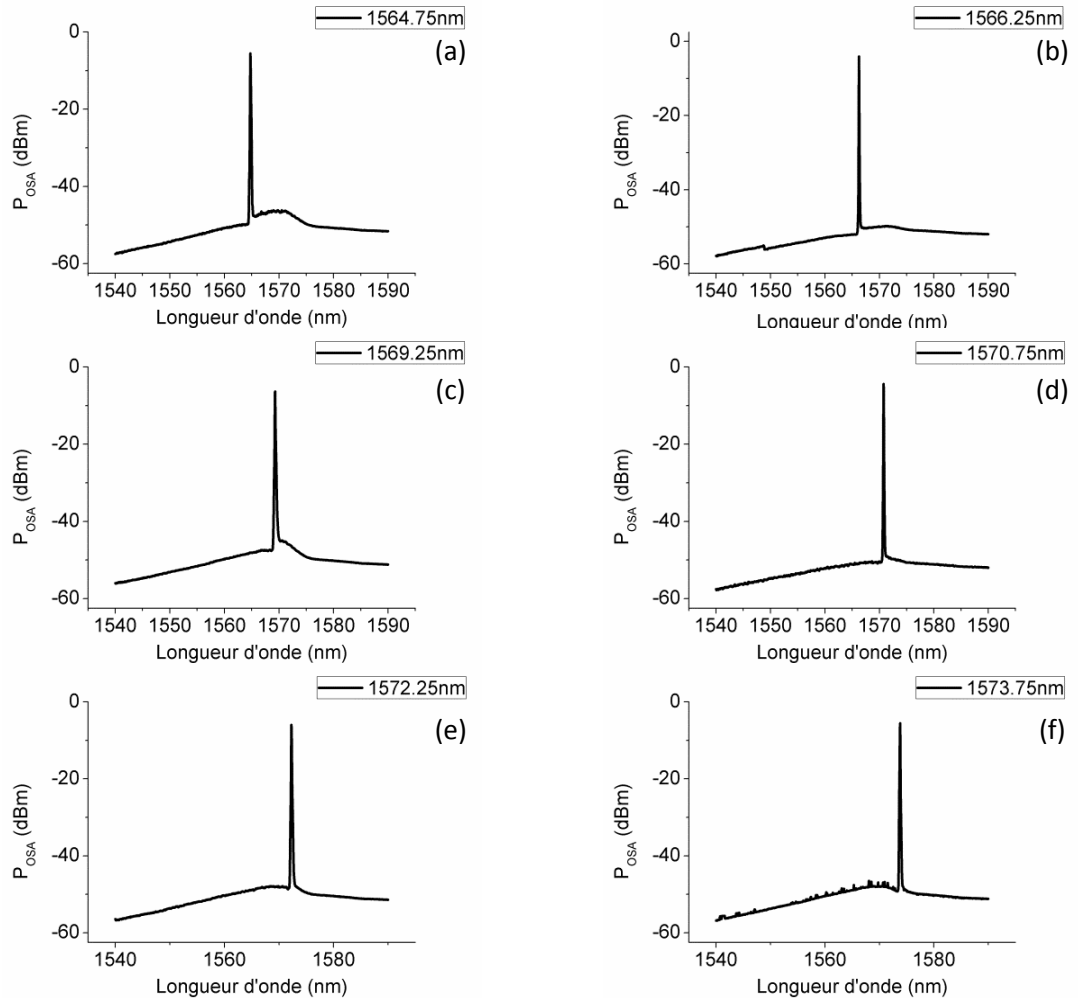 1564.75nm
(a)
0
-20
-40
-60
P_OSA (dBm)
1540 1550 1560 1570 1580 1590
Longueur d'onde (nm)
1566.25nm
(b)
0
-20
-40
-60
P_OSA (dBm)
1540 1550 1560 1570 1580 1590
Longueur d'onde (nm)
1569.25nm
(c)
0
-20
-40
-60
P_OSA (dBm)
1540 1550 1560 1570 1580 1590
Longueur d'onde (nm)
1570.75nm
(d)
0
-20
-40
-60
P_OSA (dBm)
1540 1550 1560 1570 1580 1590
Longueur d'onde (nm)
1572.25nm
(e)
0
-20
-40
-60
P_OSA (dBm)
1540 1560 1580
Longueur d'onde (nm)
1573.75nm
(f)
0
-20
-40
-60
P_OSA (dBm)
1540 1560 1580
Longueur d'onde (nm)